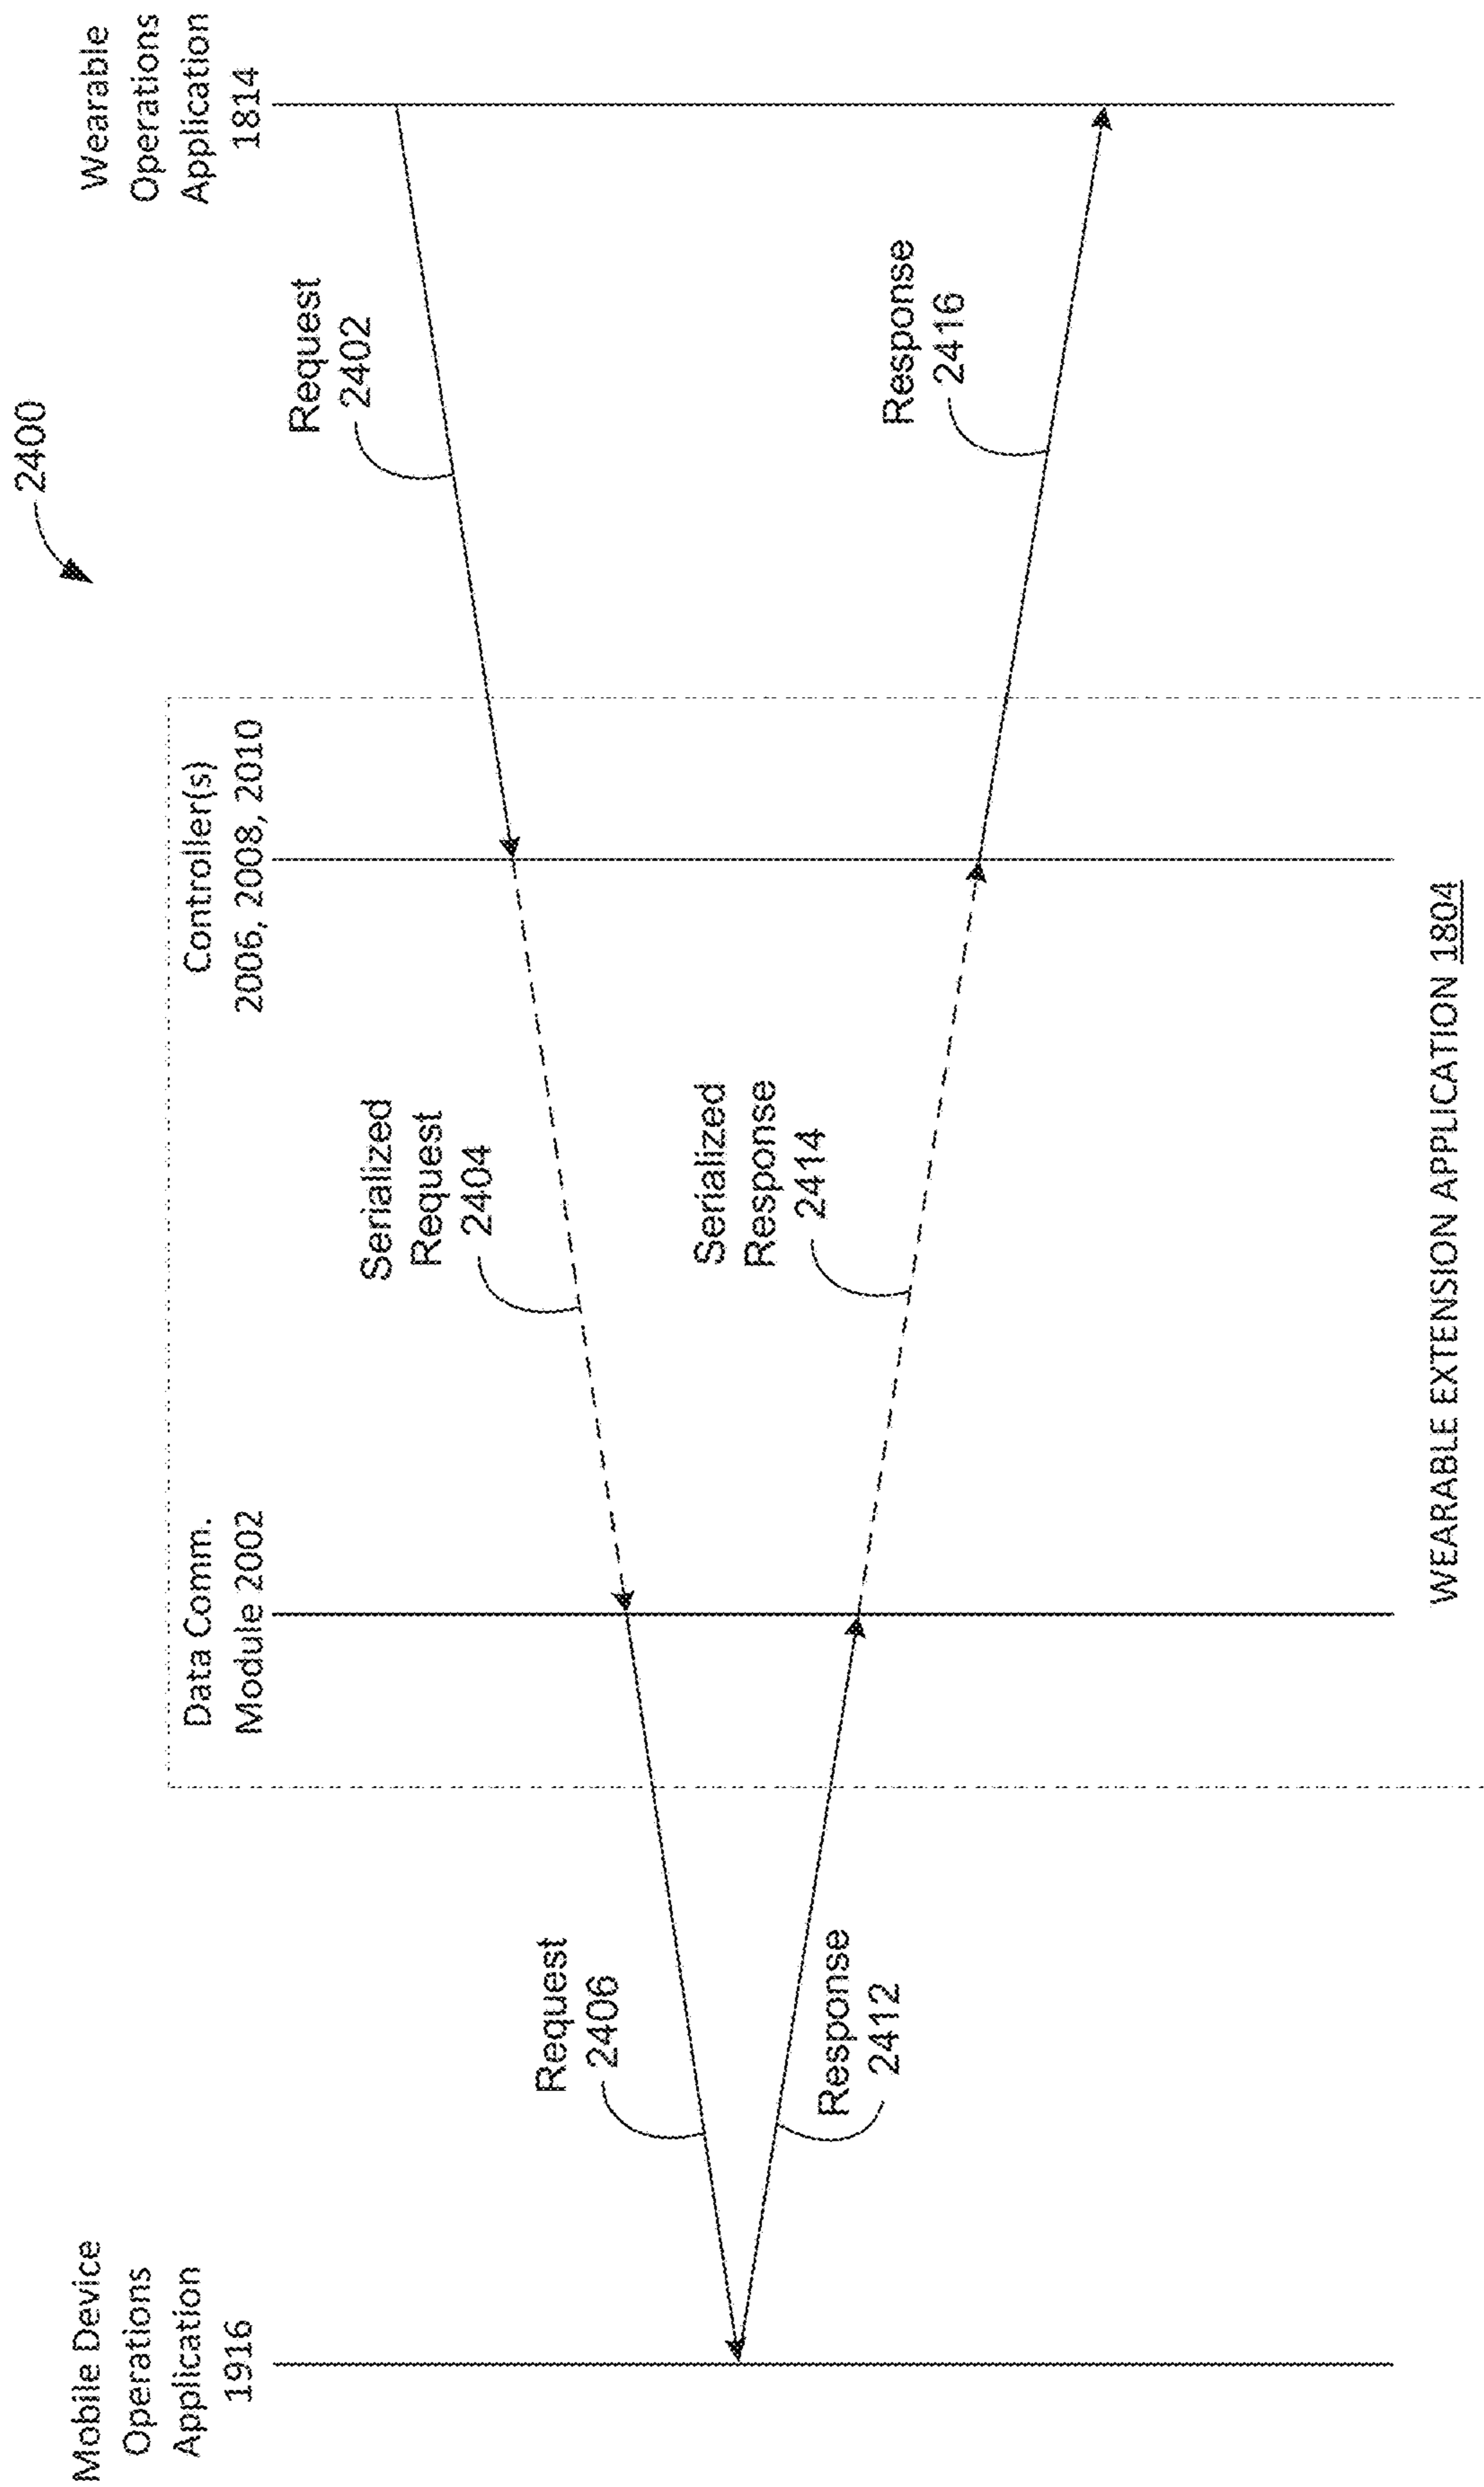 2400
Mobile Device
Operations
Application
1916
Data Comm.
Module 2002
Controller(s)
2006, 2008, 2010
Wearable
Operations
Application
1814
Request
2402
Serialized
Request
2404
Request
2406
Response
2412
Serialized
Response
2414
Response
2416
WEARABLE EXTENSION APPLICATION 1804